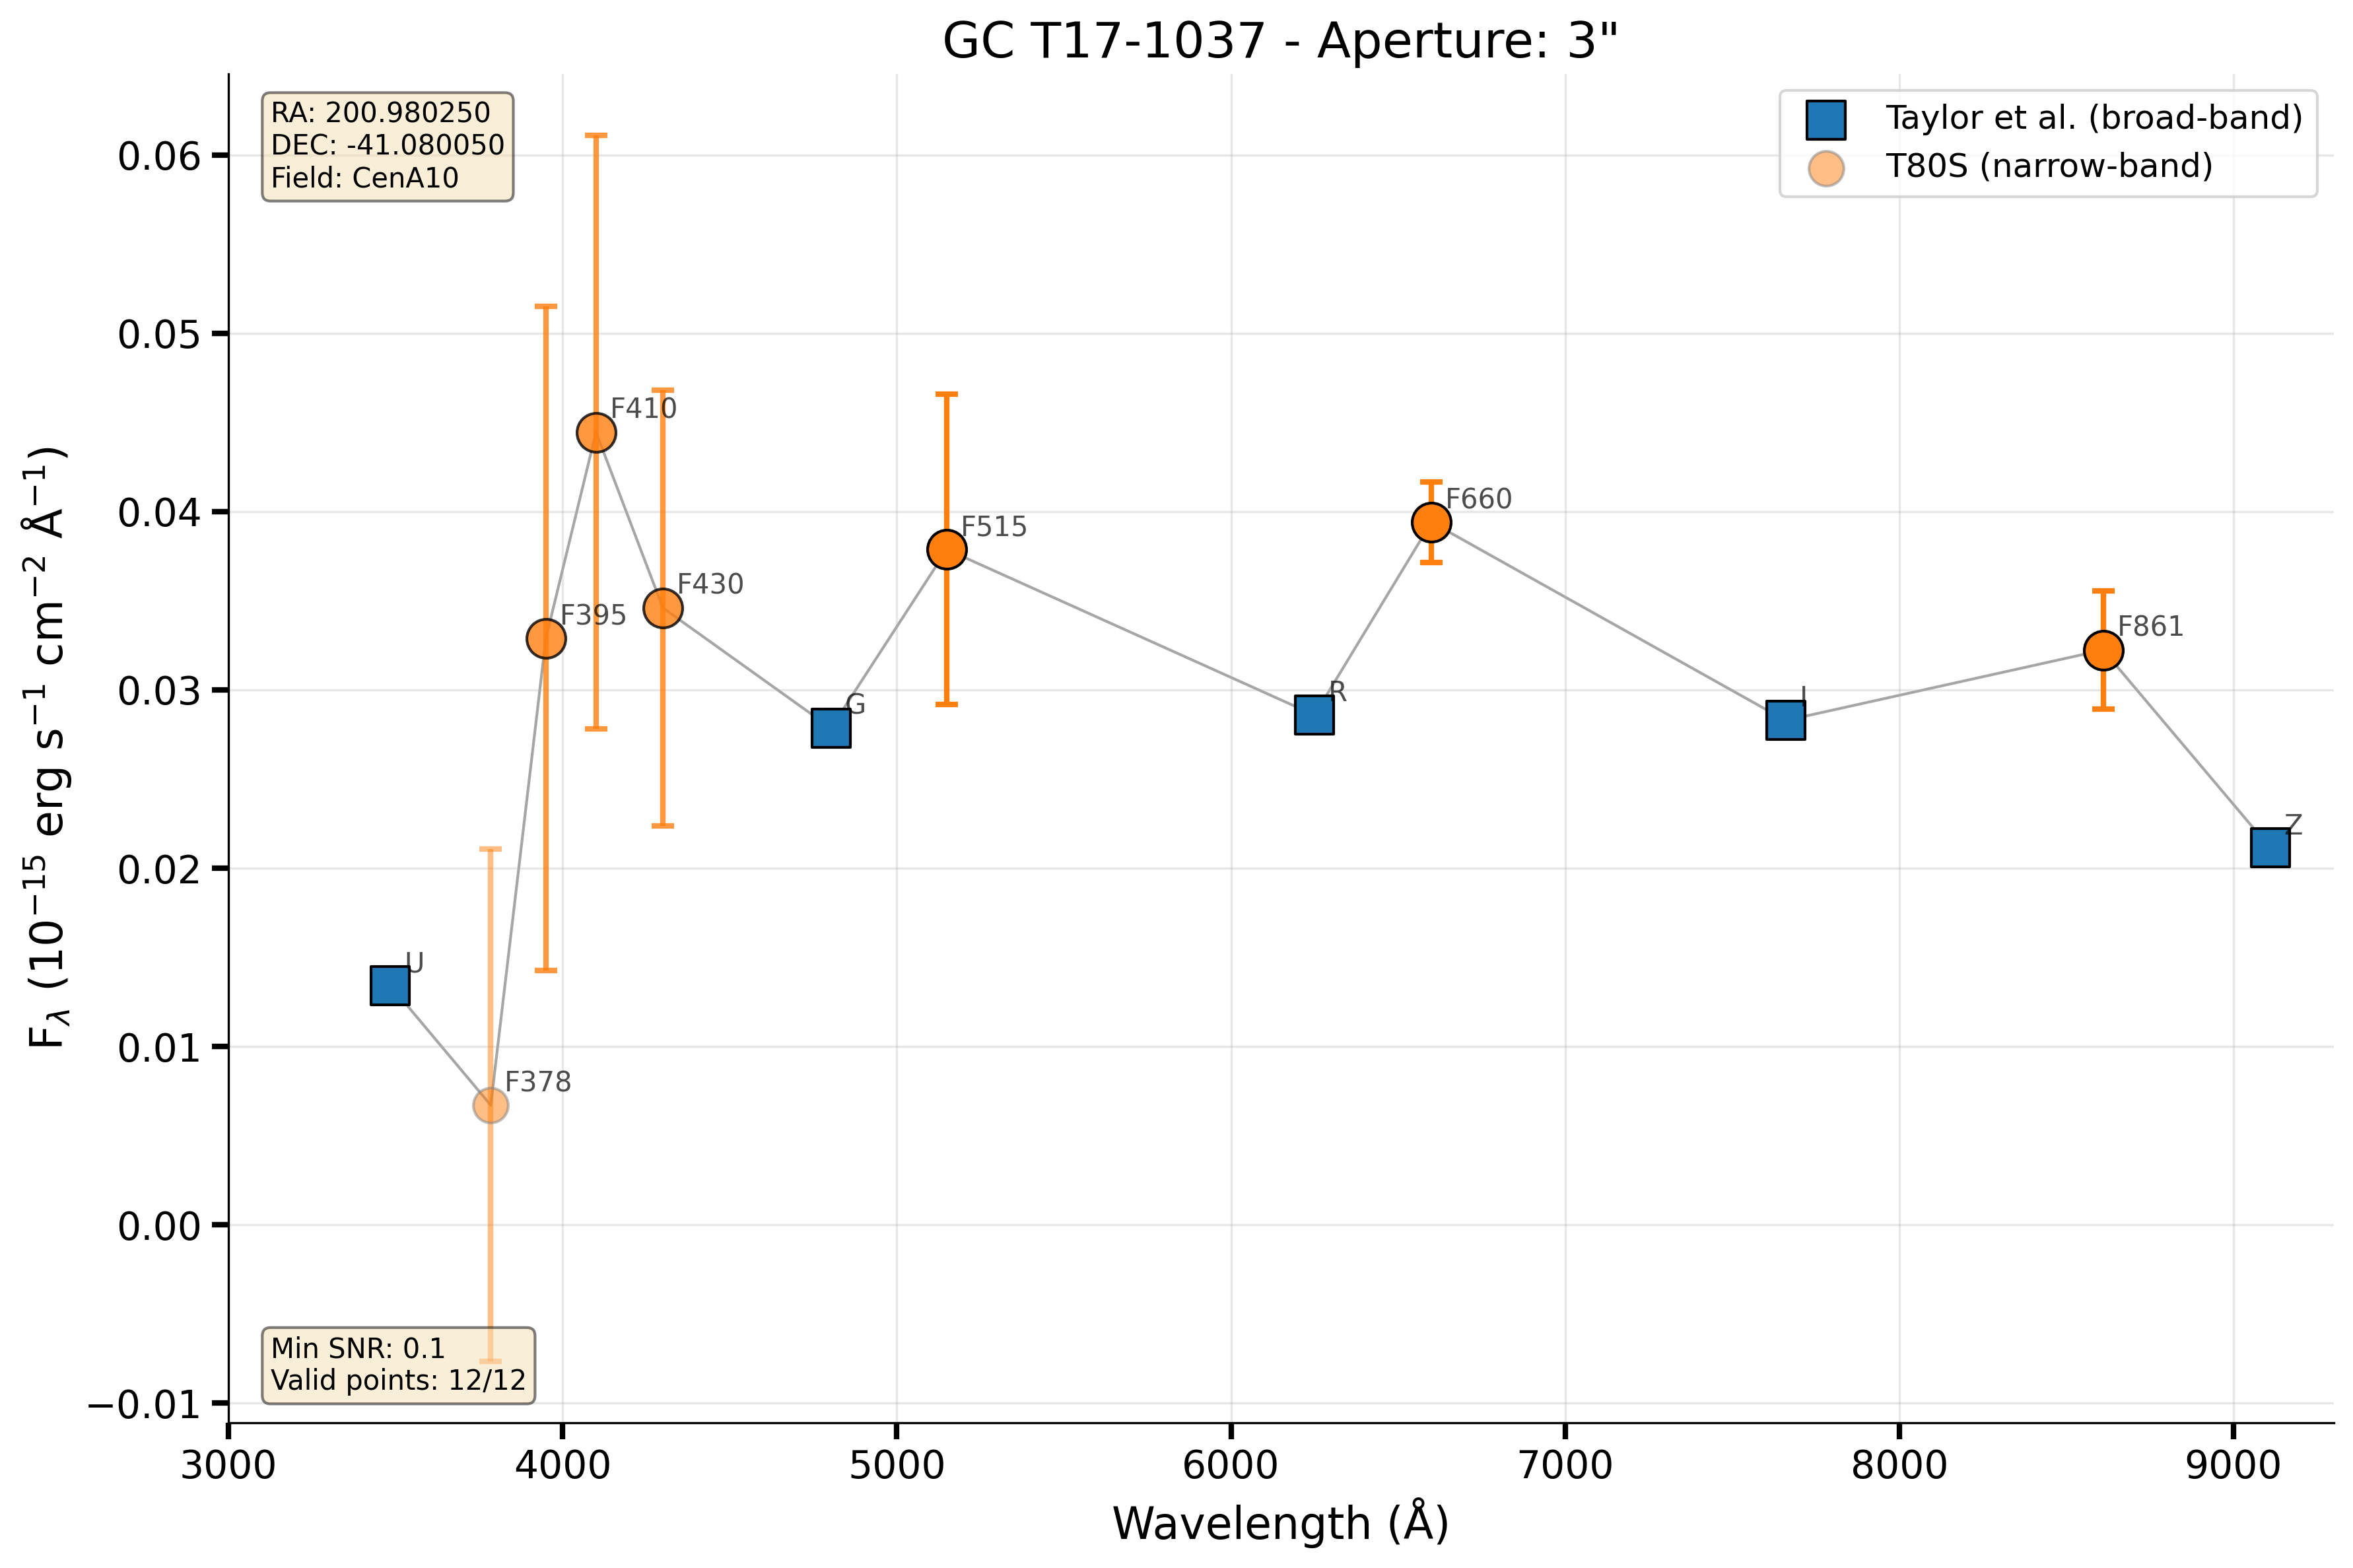 GC T17-1037 - Aperture: 3"
RA: 200.980250
DEC: -41.080050
Field: CenA10
Taylor et al. (broad-band)
T80S (narrow-band)
0.06
0.05
0.04
0.03
0.02
0.01
0.00
−0.01
F410
F395
F430
F515
F660
F861
G
R
I
Z
U
F378
Min SNR: 0.1
Valid points: 12/12
3000 4000 5000 6000 7000 8000 9000
Wavelength (Å)
F_λ (10⁻¹⁵ erg s⁻¹ cm⁻² Å⁻¹)